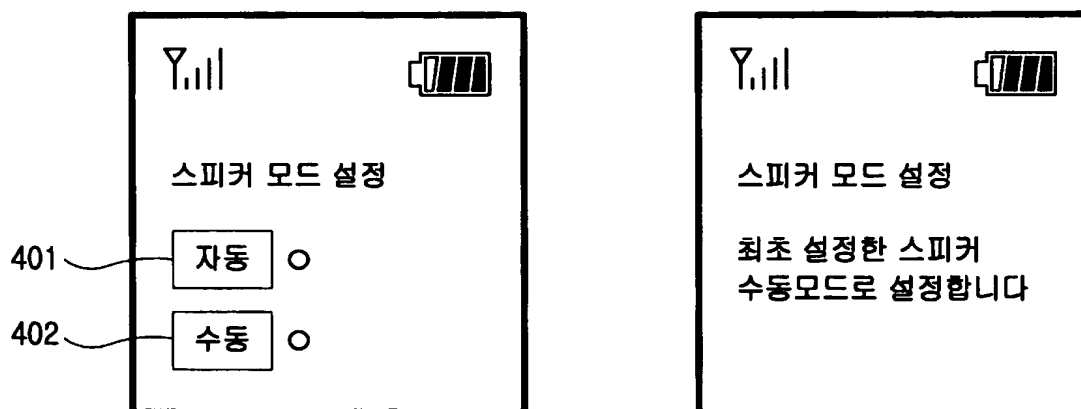 스피커 모드 설정
401
자동
402
수동
스피커 모드 설정
최초 설정한 스피커
수동모드로 설정합니다